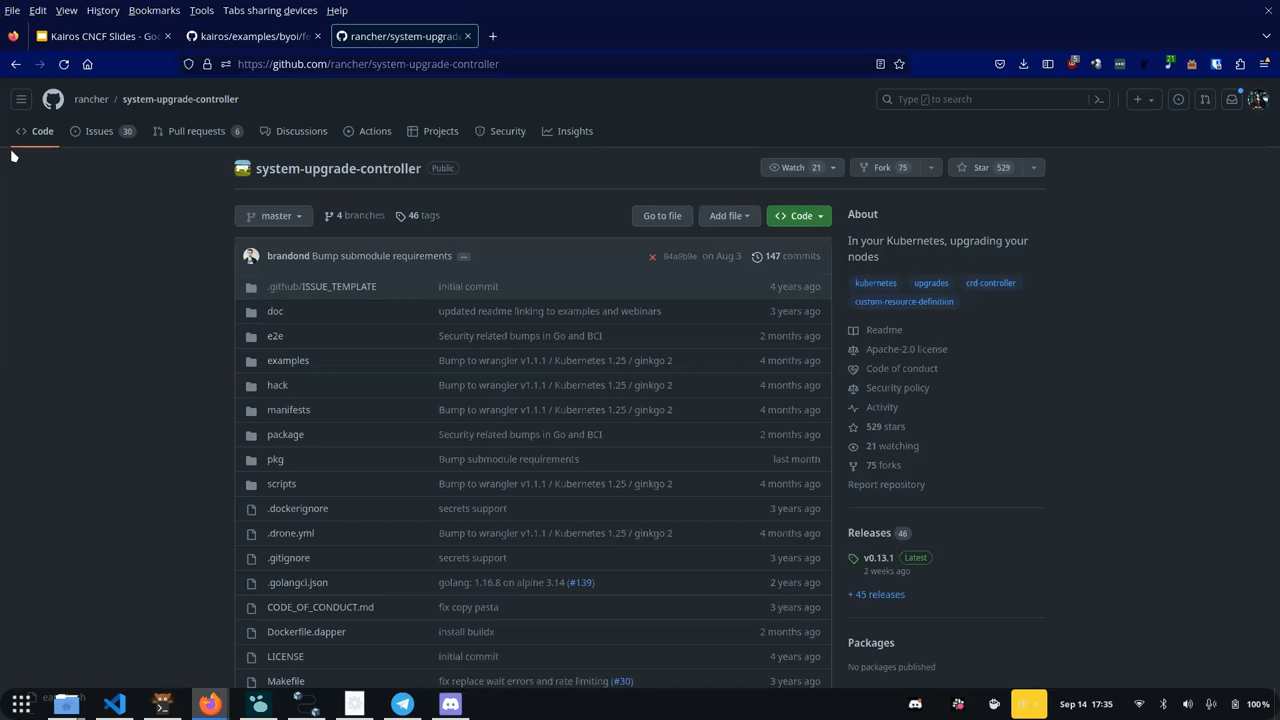 File Edit View History Bookmarks Tools Tabs sharing devices Help
Kairos CNCF Slides - Goo
kairos/examples/byoi/fe
rancher/system-upgrade
https://github.com/rancher/system-upgrade-controller
rancher / system-upgrade-controller
Type / to search
Code
Issues 30
Pull requests 6
Discussions
Actions
Projects
Security
Insights
system-upgrade-controller Public
Watch 21
Fork 75
Star 529
master
4 branches
46 tags
Go to file
Add file
Code
brandond Bump submodule requirements ...
on Aug 3
147 commits
.github/ISSUE_TEMPLATE initial commit 4 years ago
doc updated readme linking to examples and webinars 3 years ago
e2e Security related bumps in Go and BCI 2 months ago
examples Bump to wrangler v1.1.1 / Kubernetes 1.25 / ginkgo 2 4 months ago
hack Bump to wrangler v1.1.1 / Kubernetes 1.25 / ginkgo 2 4 months ago
manifests Bump to wrangler v1.1.1 / Kubernetes 1.25 / ginkgo 2 4 months ago
package Security related bumps in Go and BCI 2 months ago
pkg Bump submodule requirements last month
scripts Bump to wrangler v1.1.1 / Kubernetes 1.25 / ginkgo 2 4 months ago
.dockerignore secrets support 3 years ago
.drone.yml Bump to wrangler v1.1.1 / Kubernetes 1.25 / ginkgo 2 4 months ago
.gitignore secrets support 3 years ago
.golangci.json golang: 1.16.8 on alpine 3.14 (#139) 2 years ago
CODE_OF_CONDUCT.md fix copy pasta 3 years ago
Dockerfile.dapper install buildx 2 months ago
LICENSE initial commit 4 years ago
Makefile fix replace wait errors and rate limiting (#30) 3 years ago
About
In your Kubernetes, upgrading your
nodes
kubernetes upgrades crd-controller
custom-resource-definition
Readme
Apache-2.0 license
Code of conduct
Security policy
Activity
529 stars
21 watching
75 forks
Report repository
Releases 46
v0.13.1 Latest
2 weeks ago
+ 45 releases
Packages
No packages published
Sep 14 17:35
100 %